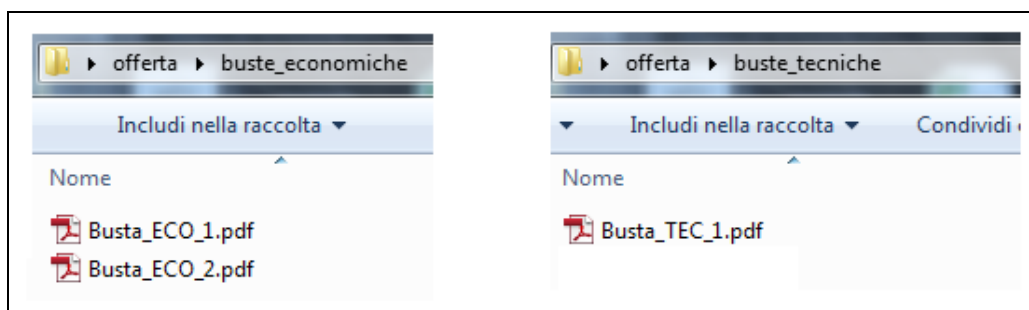 offerta buste_economiche
Includi nella raccolta
Nome
Busta_ECO_1.pdf
Busta_ECO_2.pdf
offerta buste_tecniche
Includi nella raccolta Condividi
Nome
Busta_TEC_1.pdf